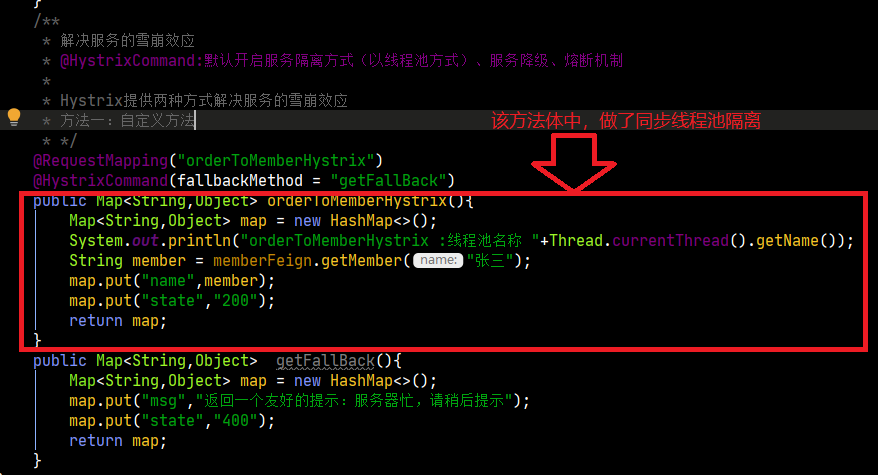 }
/**
* 解决服务的雪崩效应
* @HystrixCommand:默认开启服务隔离方式（以线程池方式）、服务降级、熔断机制
*
* Hystrix提供两种方式解决服务的雪崩效应
* 方法一：自定义方法
该方法体中，做了同步线程池隔离
* */
@RequestMapping("orderToMemberHystrix")
@HystrixCommand(fallbackMethod = "getFallBack")
public Map<String,Object> orderToMemberHystrix(){
Map<String,Object> map = new HashMap<>();
System.out.println("orderToMemberHystrix :线程池名称 "+Thread.currentThread().getName());
String member = memberFeign.getMember( name: "张三");
map.put("name",member);
map.put("state","200");
return map;
}
public Map<String,Object>  getFallBack(){
Map<String,Object> map = new HashMap<>();
map.put("msg","返回一个友好的提示：服务器忙，请稍后提示");
map.put("state","400");
return map;
}